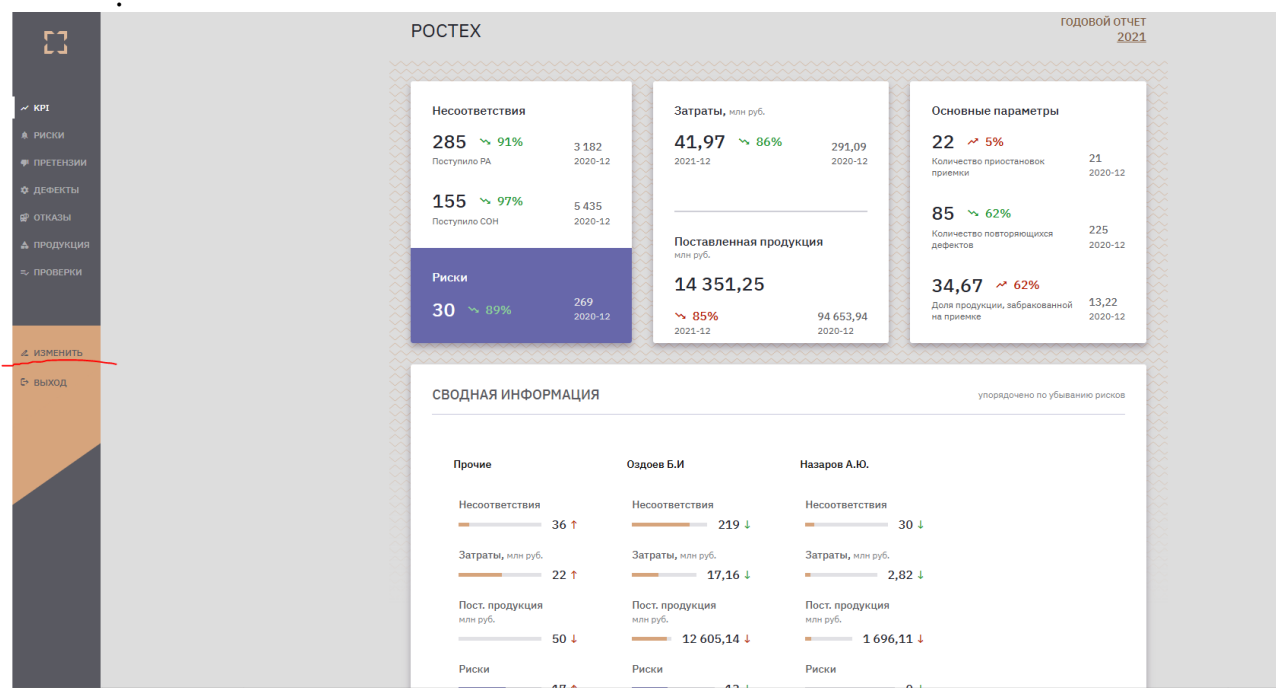 РОСТЕХ
ГОДОВОЙ ОТЧЕТ
2021
KPI
РИСКИ
ПРЕТЕНЗИИ
ДЕФЕКТЫ
ОТКАЗЫ
ПРОДУКЦИЯ
ПРОВЕРКИ
ИЗМЕНИТЬ
ВЫХОД
Несоответствия
285 91% 3 182
Поступило РА 2020-12
155 97% 5 435
Поступило СОН 2020-12
Риски
30 89% 269
2020-12
Затраты, млн руб.
41,97 86% 291,09
2021-12 2020-12
Поставленная продукция
млн руб.
14 351,25
85% 94 653,94
2021-12 2020-12
Основные параметры
22 5%
Количество приостановок 21
приемки 2020-12
85 62%
Количество повторяющихся 225
дефектов 2020-12
34,67 62%
Доля продукции, забракованной 13,22
на приемке 2020-12
СВОДНАЯ ИНФОРМАЦИЯ упорядочено по убыванию рисков
Прочие
Несоответствия
36 ↑
Затраты, млн руб.
22 ↑
Пост. продукция
млн руб.
50 ↓
Риски
17 ↑
Оздоев Б.И
Несоответствия
219 ↓
Затраты, млн руб.
17,16 ↓
Пост. продукция
млн руб.
12 605,14 ↓
Риски
Назаров А.Ю.
Несоответствия
30 ↓
Затраты, млн руб.
2,82 ↓
Пост. продукция
млн руб.
1 696,11 ↓
Риски